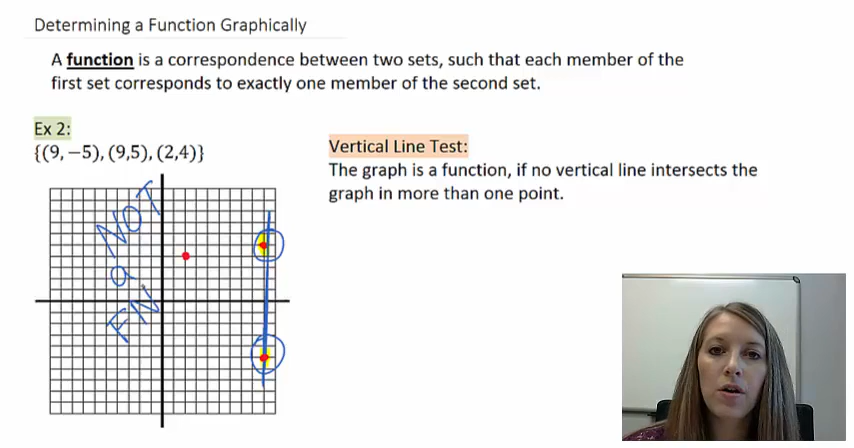 Determining a Function Graphically
A function is a correspondence between two sets, such that each member of the
first set corresponds to exactly one member of the second set.
Ex 2:
{(9, −5), (9,5), (2,4)}
Vertical Line Test:
The graph is a function, if no vertical line intersects the
graph in more than one point.
NOT
a
FN